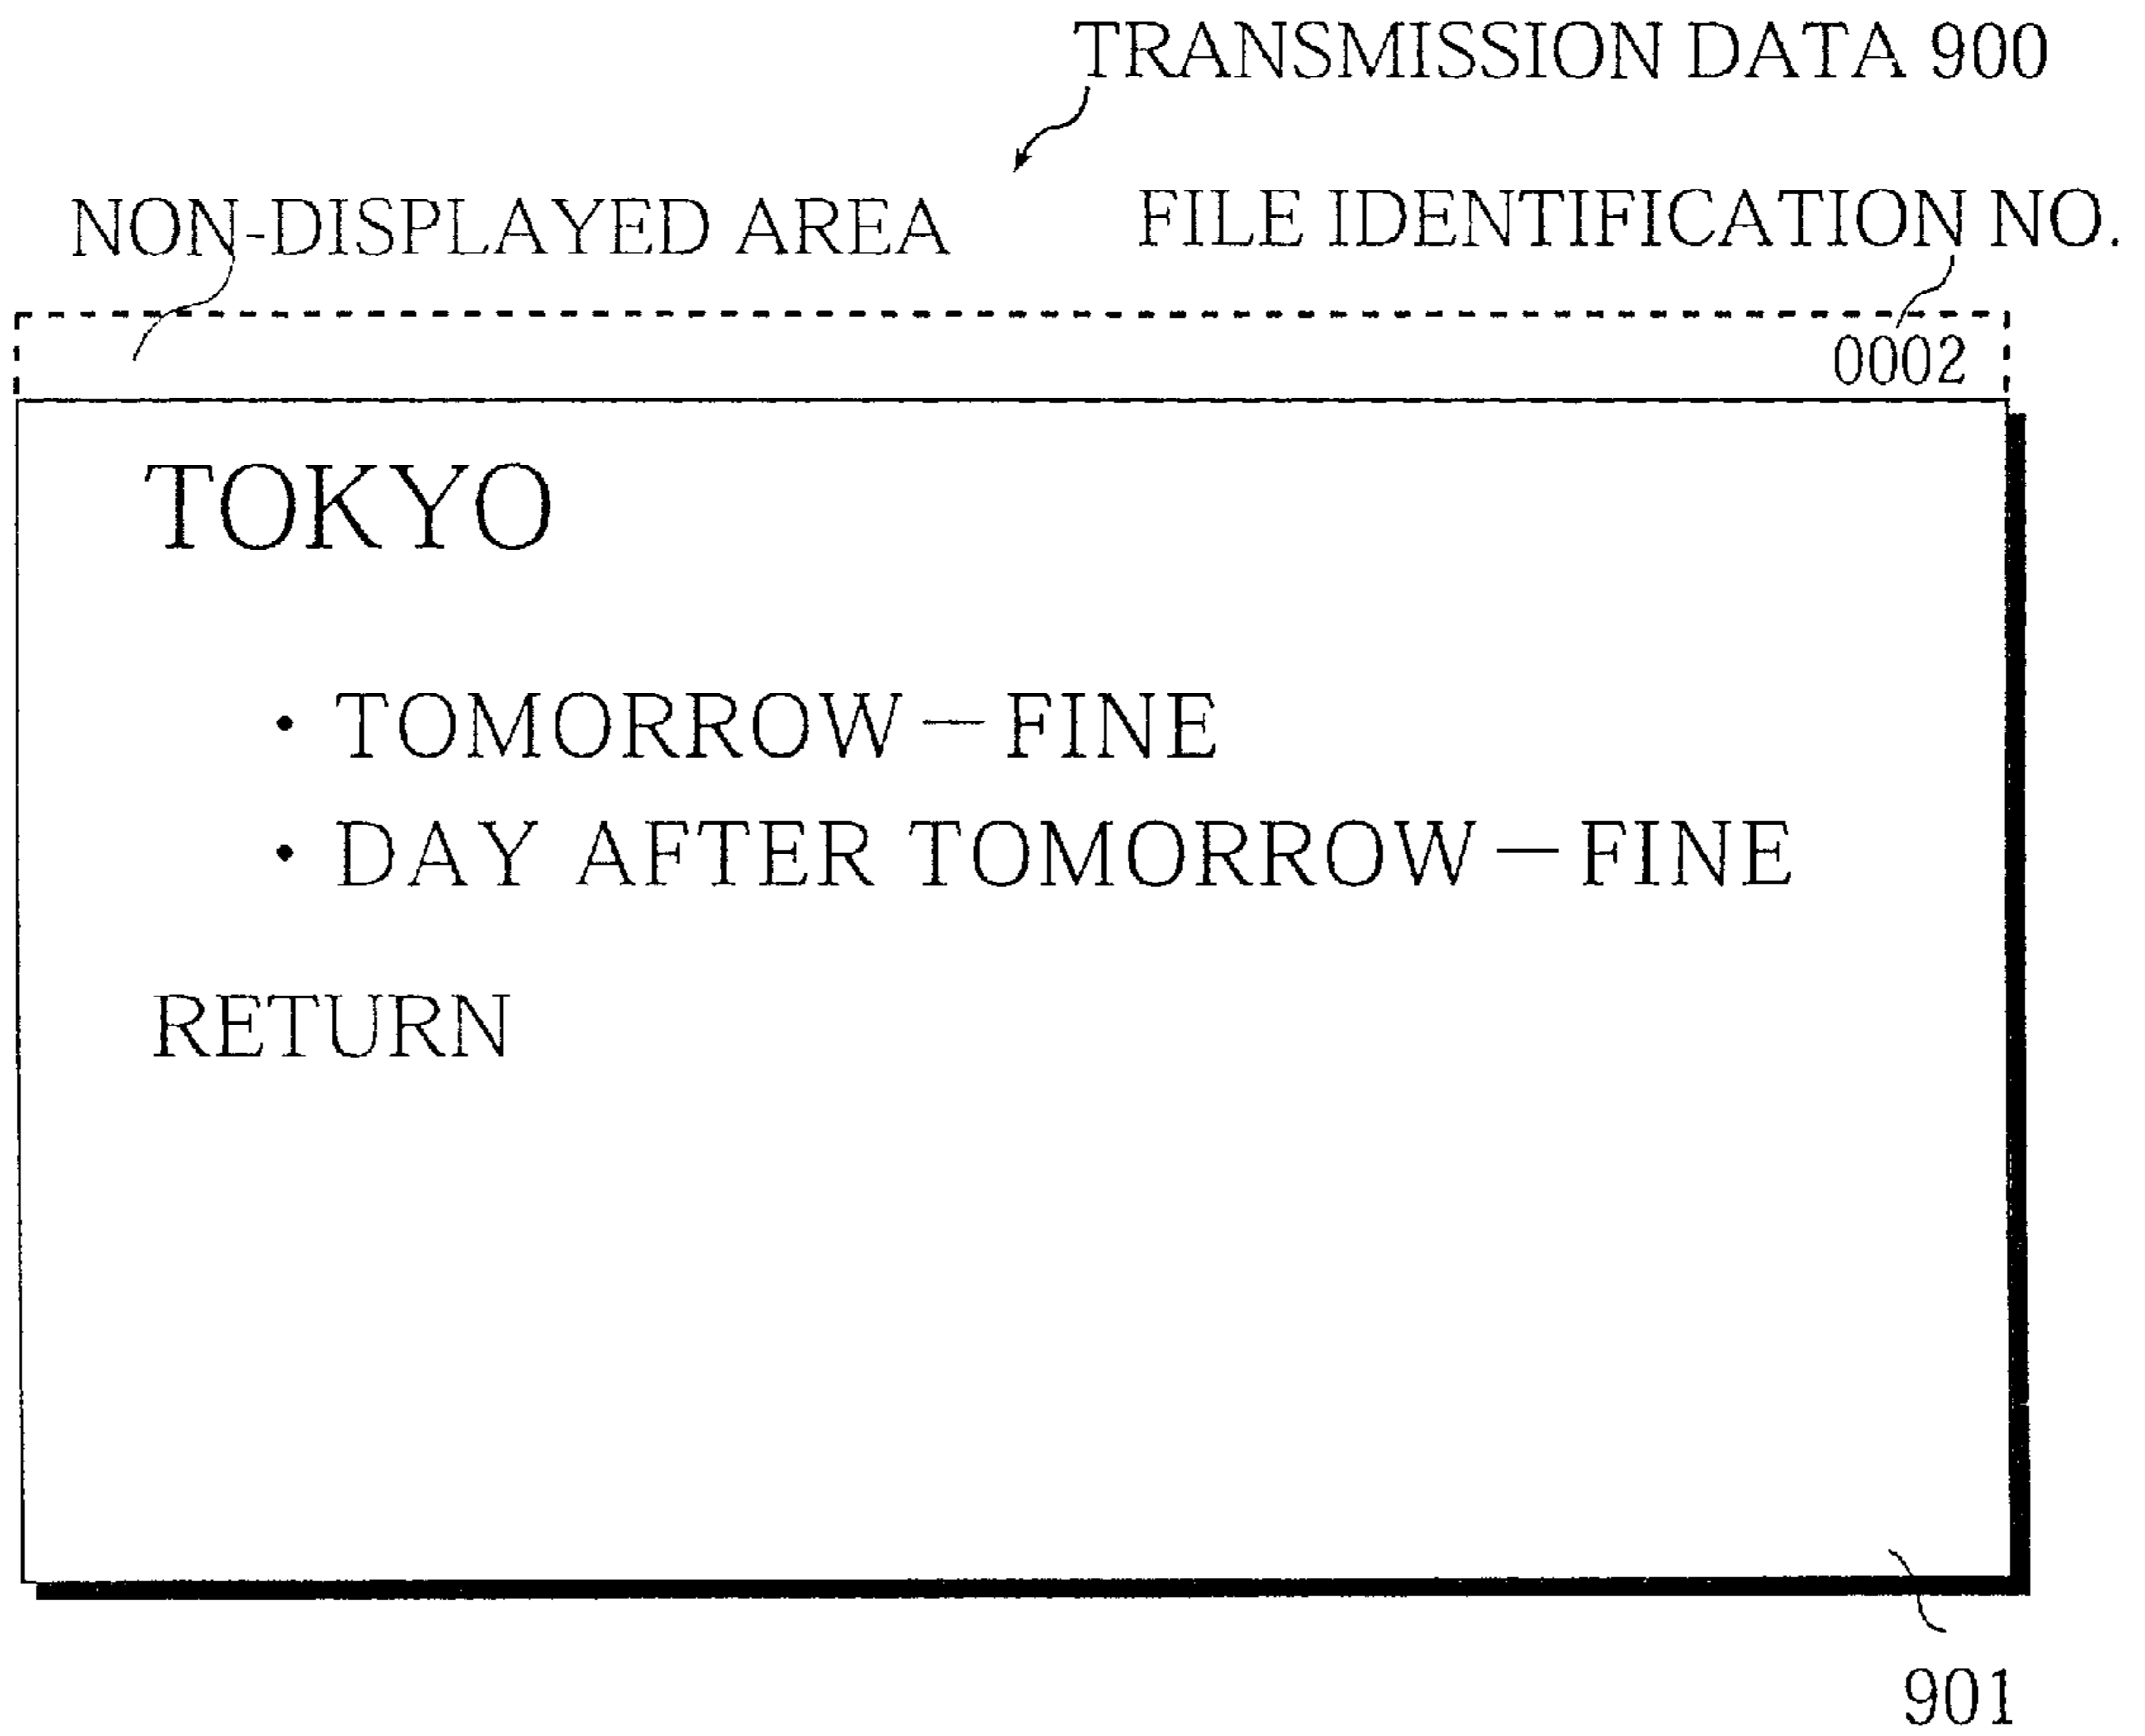 TRANSMISSION DATA 900
NON-DISPLAYED AREA
FILE IDENTIFICATION NO.
0002
TOKYO
• TOMORROW—FINE
• DAY AFTER TOMORROW—FINE
RETURN
901